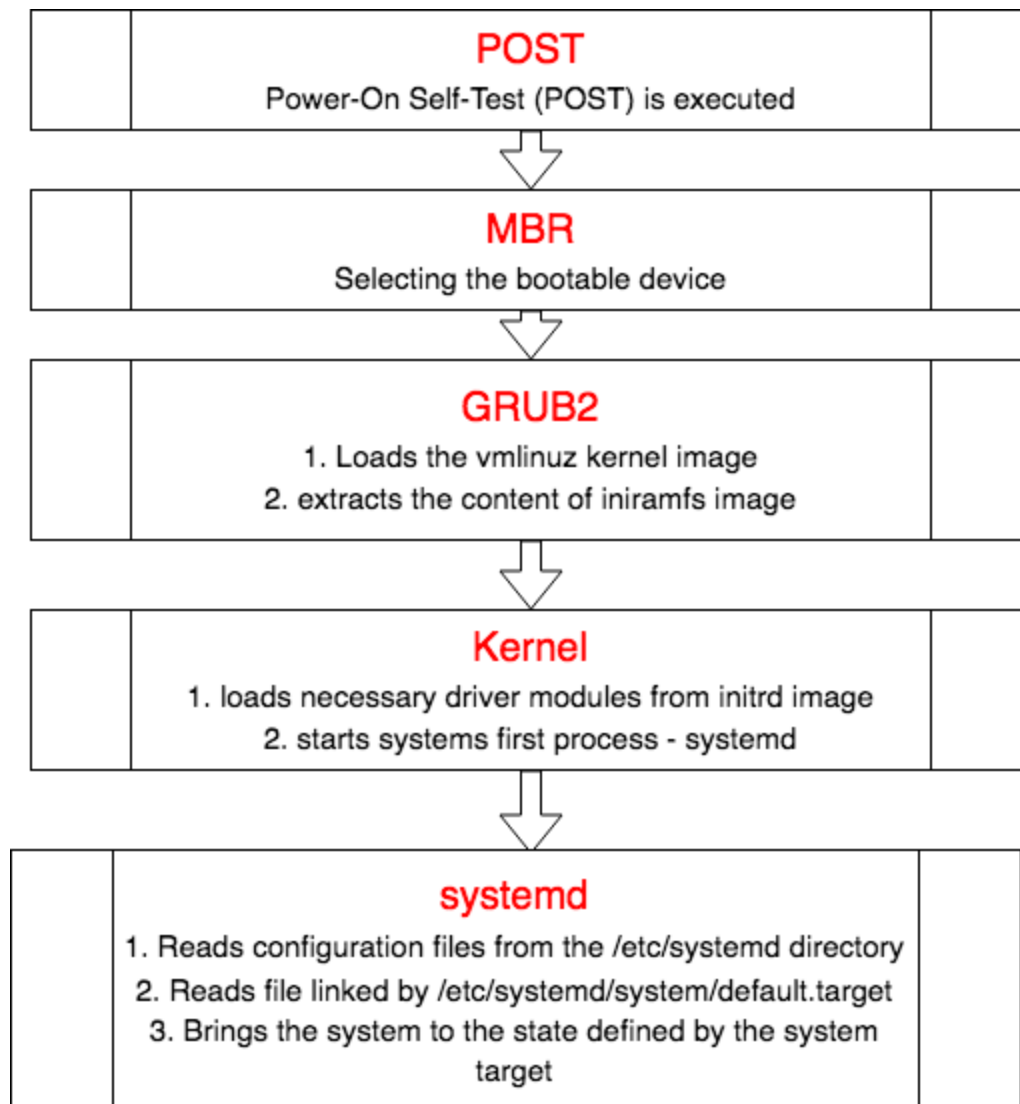 POST
Power-On Self-Test (POST) is executed
MBR
Selecting the bootable device
GRUB2
1. Loads the vmlinuz kernel image
2. extracts the content of iniramfs image
Kernel
1. loads necessary driver modules from initrd image
2. starts systems first process - systemd
systemd
1. Reads configuration files from the /etc/systemd directory
2. Reads file linked by /etc/systemd/system/default.target
3. Brings the system to the state defined by the system
target